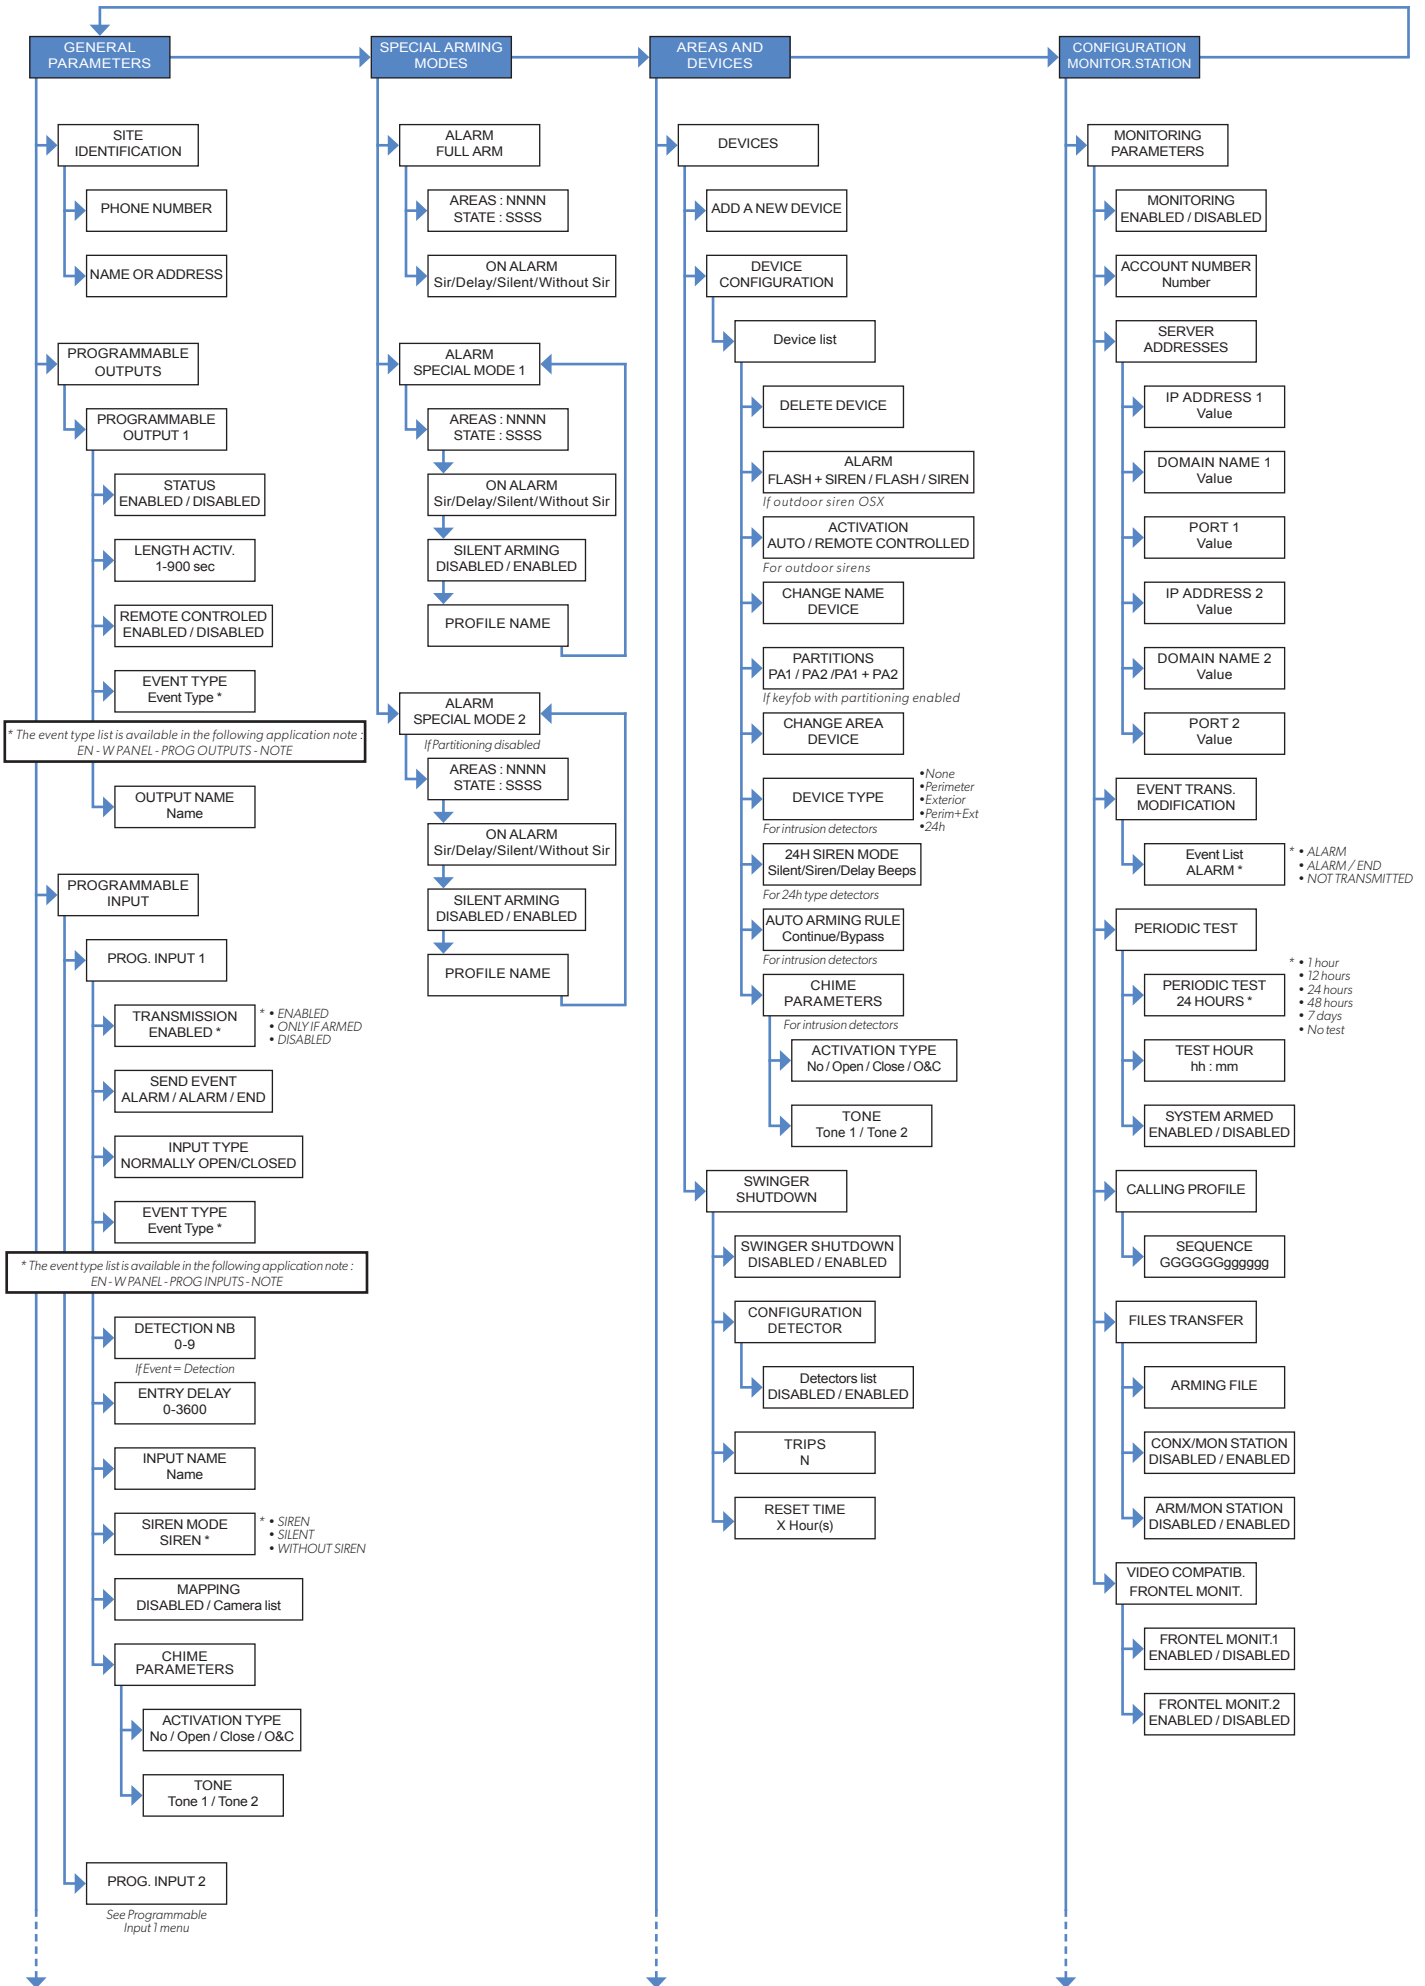 GENERAL
PARAMETERS
SITE
IDENTIFICATION
PHONE NUMBER
NAME OR ADDRESS
PROGRAMMABLE
OUTPUTS
PROGRAMMABLE
OUTPUT 1
STATUS
ENABLED / DISABLED
LENGTH ACTIV.
1-900 sec
REMOTE CONTROLED
ENABLED / DISABLED
EVENT TYPE
Event Type *
* The event type list is available in the following application note :
EN - W PANEL - PROG OUTPUTS - NOTE
OUTPUT NAME
Name
PROGRAMMABLE
INPUT
PROG. INPUT 1
TRANSMISSION
ENABLED *
* • ENABLED
• ONLY IF ARMED
• DISABLED
SEND EVENT
ALARM / ALARM / END
INPUT TYPE
NORMALLY OPEN/CLOSED
EVENT TYPE
Event Type *
* The event type list is available in the following application note :
EN - W PANEL - PROG INPUTS - NOTE
DETECTION NB
0-9
If Event = Detection
ENTRY DELAY
0-3600
INPUT NAME
Name
SIREN MODE
SIREN *
* • SIREN
• SILENT
• WITHOUT SIREN
MAPPING
DISABLED / Camera list
CHIME
PARAMETERS
ACTIVATION TYPE
No / Open / Close / O&C
TONE
Tone 1 / Tone 2
PROG. INPUT 2
See Programmable
Input 1 menu
SPECIAL ARMING
MODES
ALARM
FULL ARM
AREAS : NNNN
STATE : SSSS
ON ALARM
Sir/Delay/Silent/Without Sir
ALARM
SPECIAL MODE 1
AREAS : NNNN
STATE : SSSS
ON ALARM
Sir/Delay/Silent/Without Sir
SILENT ARMING
DISABLED / ENABLED
PROFILE NAME
ALARM
SPECIAL MODE 2
If Partitioning disabled
AREAS : NNNN
STATE : SSSS
ON ALARM
Sir/Delay/Silent/Without Sir
SILENT ARMING
DISABLED / ENABLED
PROFILE NAME
AREAS AND
DEVICES
DEVICES
ADD A NEW DEVICE
DEVICE
CONFIGURATION
Device list
DELETE DEVICE
ALARM
FLASH + SIREN / FLASH / SIREN
If outdoor siren OSX
ACTIVATION
AUTO / REMOTE CONTROLLED
For outdoor sirens
CHANGE NAME
DEVICE
PARTITIONS
PA1 / PA2 /PA1 + PA2
If keyfob with partitioning enabled
CHANGE AREA
DEVICE
DEVICE TYPE
•None
•Perimeter
•Exterior
•Perim+Ext
•24h
For intrusion detectors
24H SIREN MODE
Silent/Siren/Delay Beeps
For 24h type detectors
AUTO ARMING RULE
Continue/Bypass
For intrusion detectors
CHIME
PARAMETERS
For intrusion detectors
ACTIVATION TYPE
No / Open / Close / O&C
TONE
Tone 1 / Tone 2
SWINGER
SHUTDOWN
SWINGER SHUTDOWN
DISABLED / ENABLED
CONFIGURATION
DETECTOR
Detectors list
DISABLED / ENABLED
TRIPS
N
RESET TIME
X Hour(s)
CONFIGURATION
MONITOR.STATION
MONITORING
PARAMETERS
MONITORING
ENABLED / DISABLED
ACCOUNT NUMBER
Number
SERVER
ADDRESSES
IP ADDRESS 1
Value
DOMAIN NAME 1
Value
PORT 1
Value
IP ADDRESS 2
Value
DOMAIN NAME 2
Value
PORT 2
Value
EVENT TRANS.
MODIFICATION
Event List
ALARM *
* • ALARM
• ALARM / END
• NOT TRANSMITTED
PERIODIC TEST
PERIODIC TEST
24 HOURS *
* • 1 hour
• 12 hours
• 24 hours
• 48 hours
• 7 days
• No test
TEST HOUR
hh : mm
SYSTEM ARMED
ENABLED / DISABLED
CALLING PROFILE
SEQUENCE
GGGGGGgggggg
FILES TRANSFER
ARMING FILE
CONX/MON STATION
DISABLED / ENABLED
ARM/MON STATION
DISABLED / ENABLED
VIDEO COMPATIB.
FRONTEL MONIT.
FRONTEL MONIT.1
ENABLED / DISABLED
FRONTEL MONIT.2
ENABLED / DISABLED